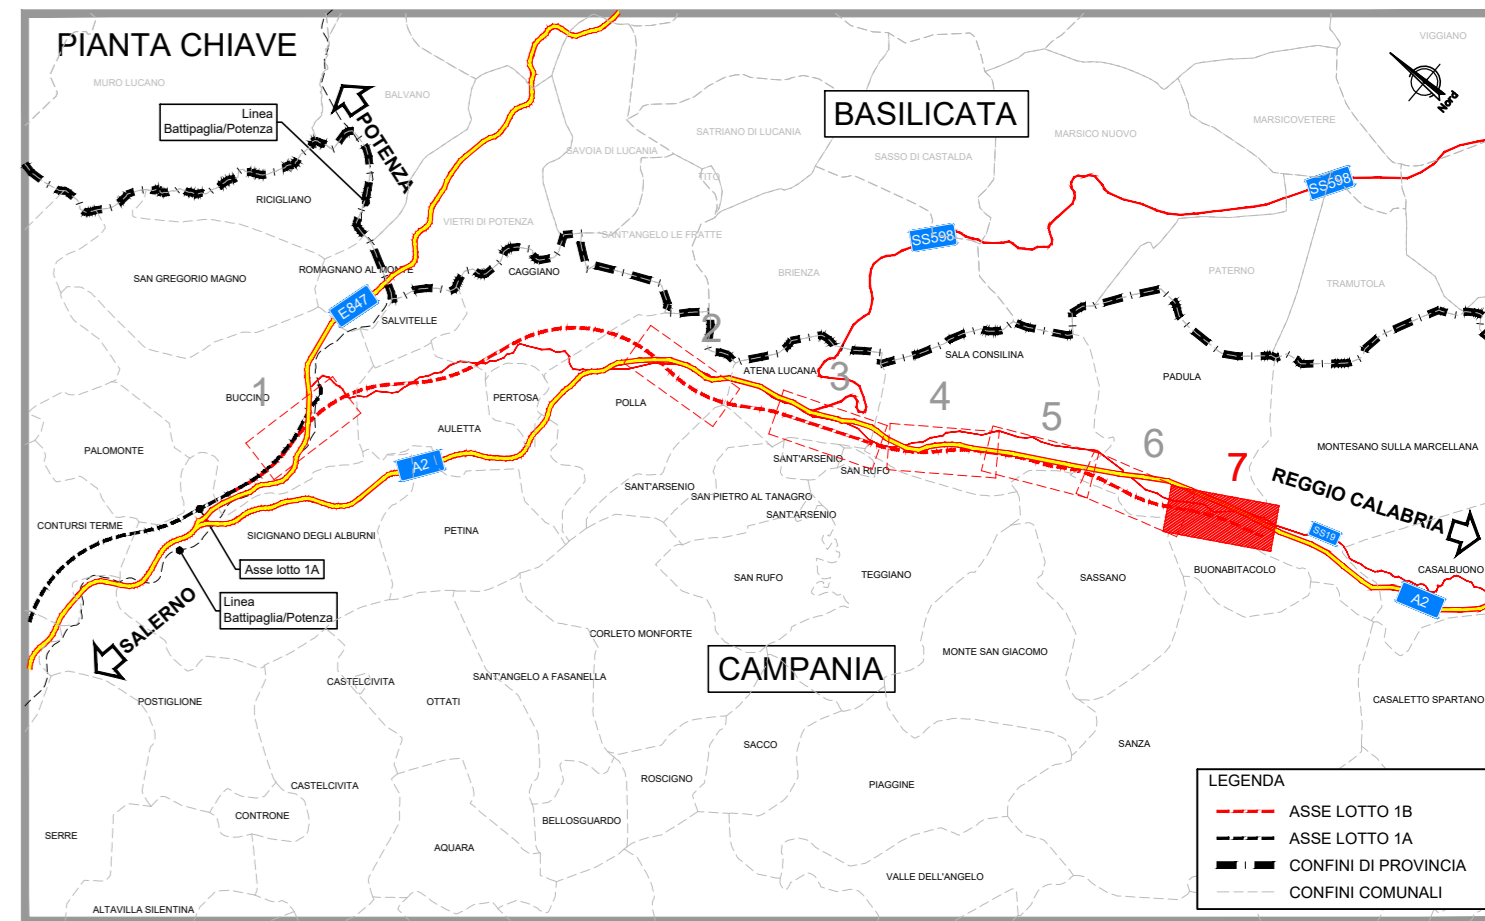 PIANTA CHIAVE
VIGGIANO
MURO LUCANO
BALVANO
Nord
Linea
Battipaglia/Potenza
POTENZA
BASILICATA
SATRIANO DI LUCANIA
MARSICO NUOVO
MARSICOVETERE
SAVOIA DI LUCANIA
SASSO DI CASTALDA
TITO
SS598
RICIGLIANO
VIETRI DI POTENZA
SANT'ANGELO LE FRATTE
SS598
SAN GREGORIO MAGNO
ROMAGNANO AL MONTE
CAGGIANO
BRIENZA
PATERNO
TRAMUTOLA
E847
SALVITELLE
2
SALA CONSILINA
ATENA LUCANA
3
PADULA
1
BUCCINO
PERTOSA
POLLA
4
5
AULETTA
6
PALOMONTE
MONTESANO SULLA MARCELLANA
A2
SANT'ARSENIO
SAN RUFO
7
REGGIO CALABRIA
SANT'ARSENIO
SAN PIETRO AL TANAGRO
SANT'ARSENIO
CONTURSI TERME
SICIGNANO DEGLI ALBURNI
PETINA
SS19
Asse lotto 1A
SAN RUFO
TEGGIANO
SASSANO
BUONABITACOLO
CASALBUONO
A2
Linea
Battipaglia/Potenza
SALERNO
CORLETO MONFORTE
MONTE SAN GIACOMO
CAMPANIA
CASTELCIVITA
SANT'ANGELO A FASANELLA
POSTIGLIONE
OTTATI
CASALETTO SPARTANO
SACCO
SANZA
ROSCIGNO
PIAGGINE
CASTELCIVITA
CONTRONE
BELLOSGUARDO
SERRE
AQUARA
VALLE DELL'ANGELO
ALTAVILLA SILENTINA
LEGENDA
ASSE LOTTO 1B
ASSE LOTTO 1A
CONFINI DI PROVINCIA
CONFINI COMUNALI